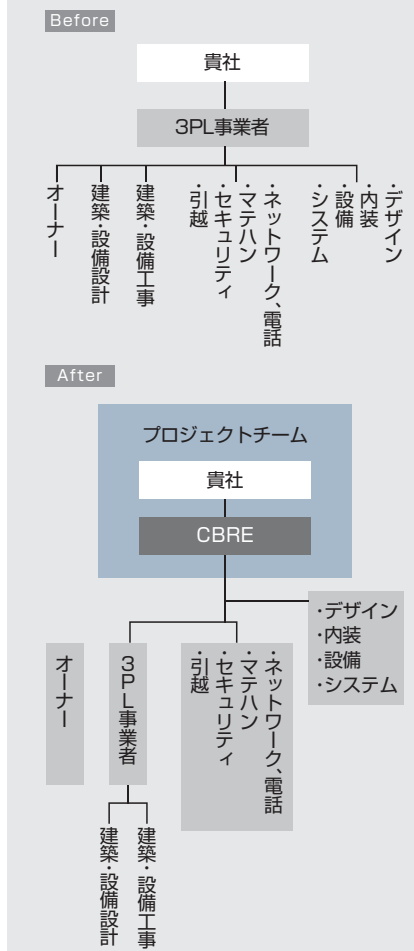 Before
貴社
3PL事業者
オーナー
建築・設備設計
建築・設備工事
・ネットワーク、電話
・マテハン
・セキュリティ
・引越
・デザイン
・内装
・設備
・システム
After
プロジェクトチーム
貴社
CBRE
・デザイン
・内装
・設備
・システム
オーナー
3PL事業者
・ネットワーク、電話
・マテハン
・セキュリティ
・引越
建築・設備設計
建築・設備工事